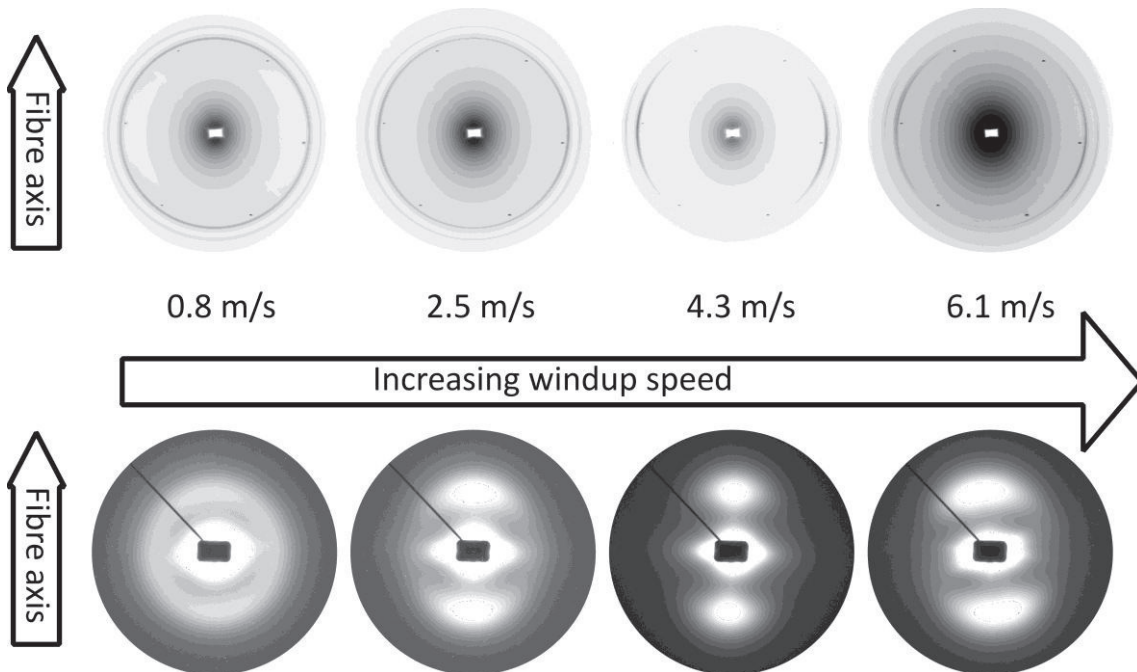 Fibre axis
0.8 m/s
2.5 m/s
4.3 m/s
6.1 m/s
Increasing windup speed
Fibre axis